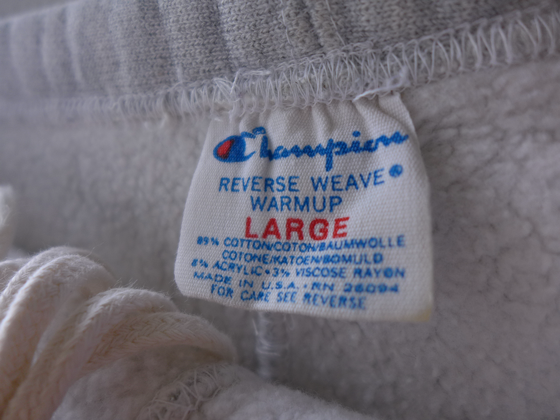 Champion
REVERSE WEAVE®
WARMUP
LARGE
89% COTTON/COTON/BAUMWOLLE
COTONE/KATOEN/BOMULD
8% ACRYLIC•3% VISCOSE RAYON
MADE IN U.S.A. • RN 26094
FOR CARE SEE REVERSE